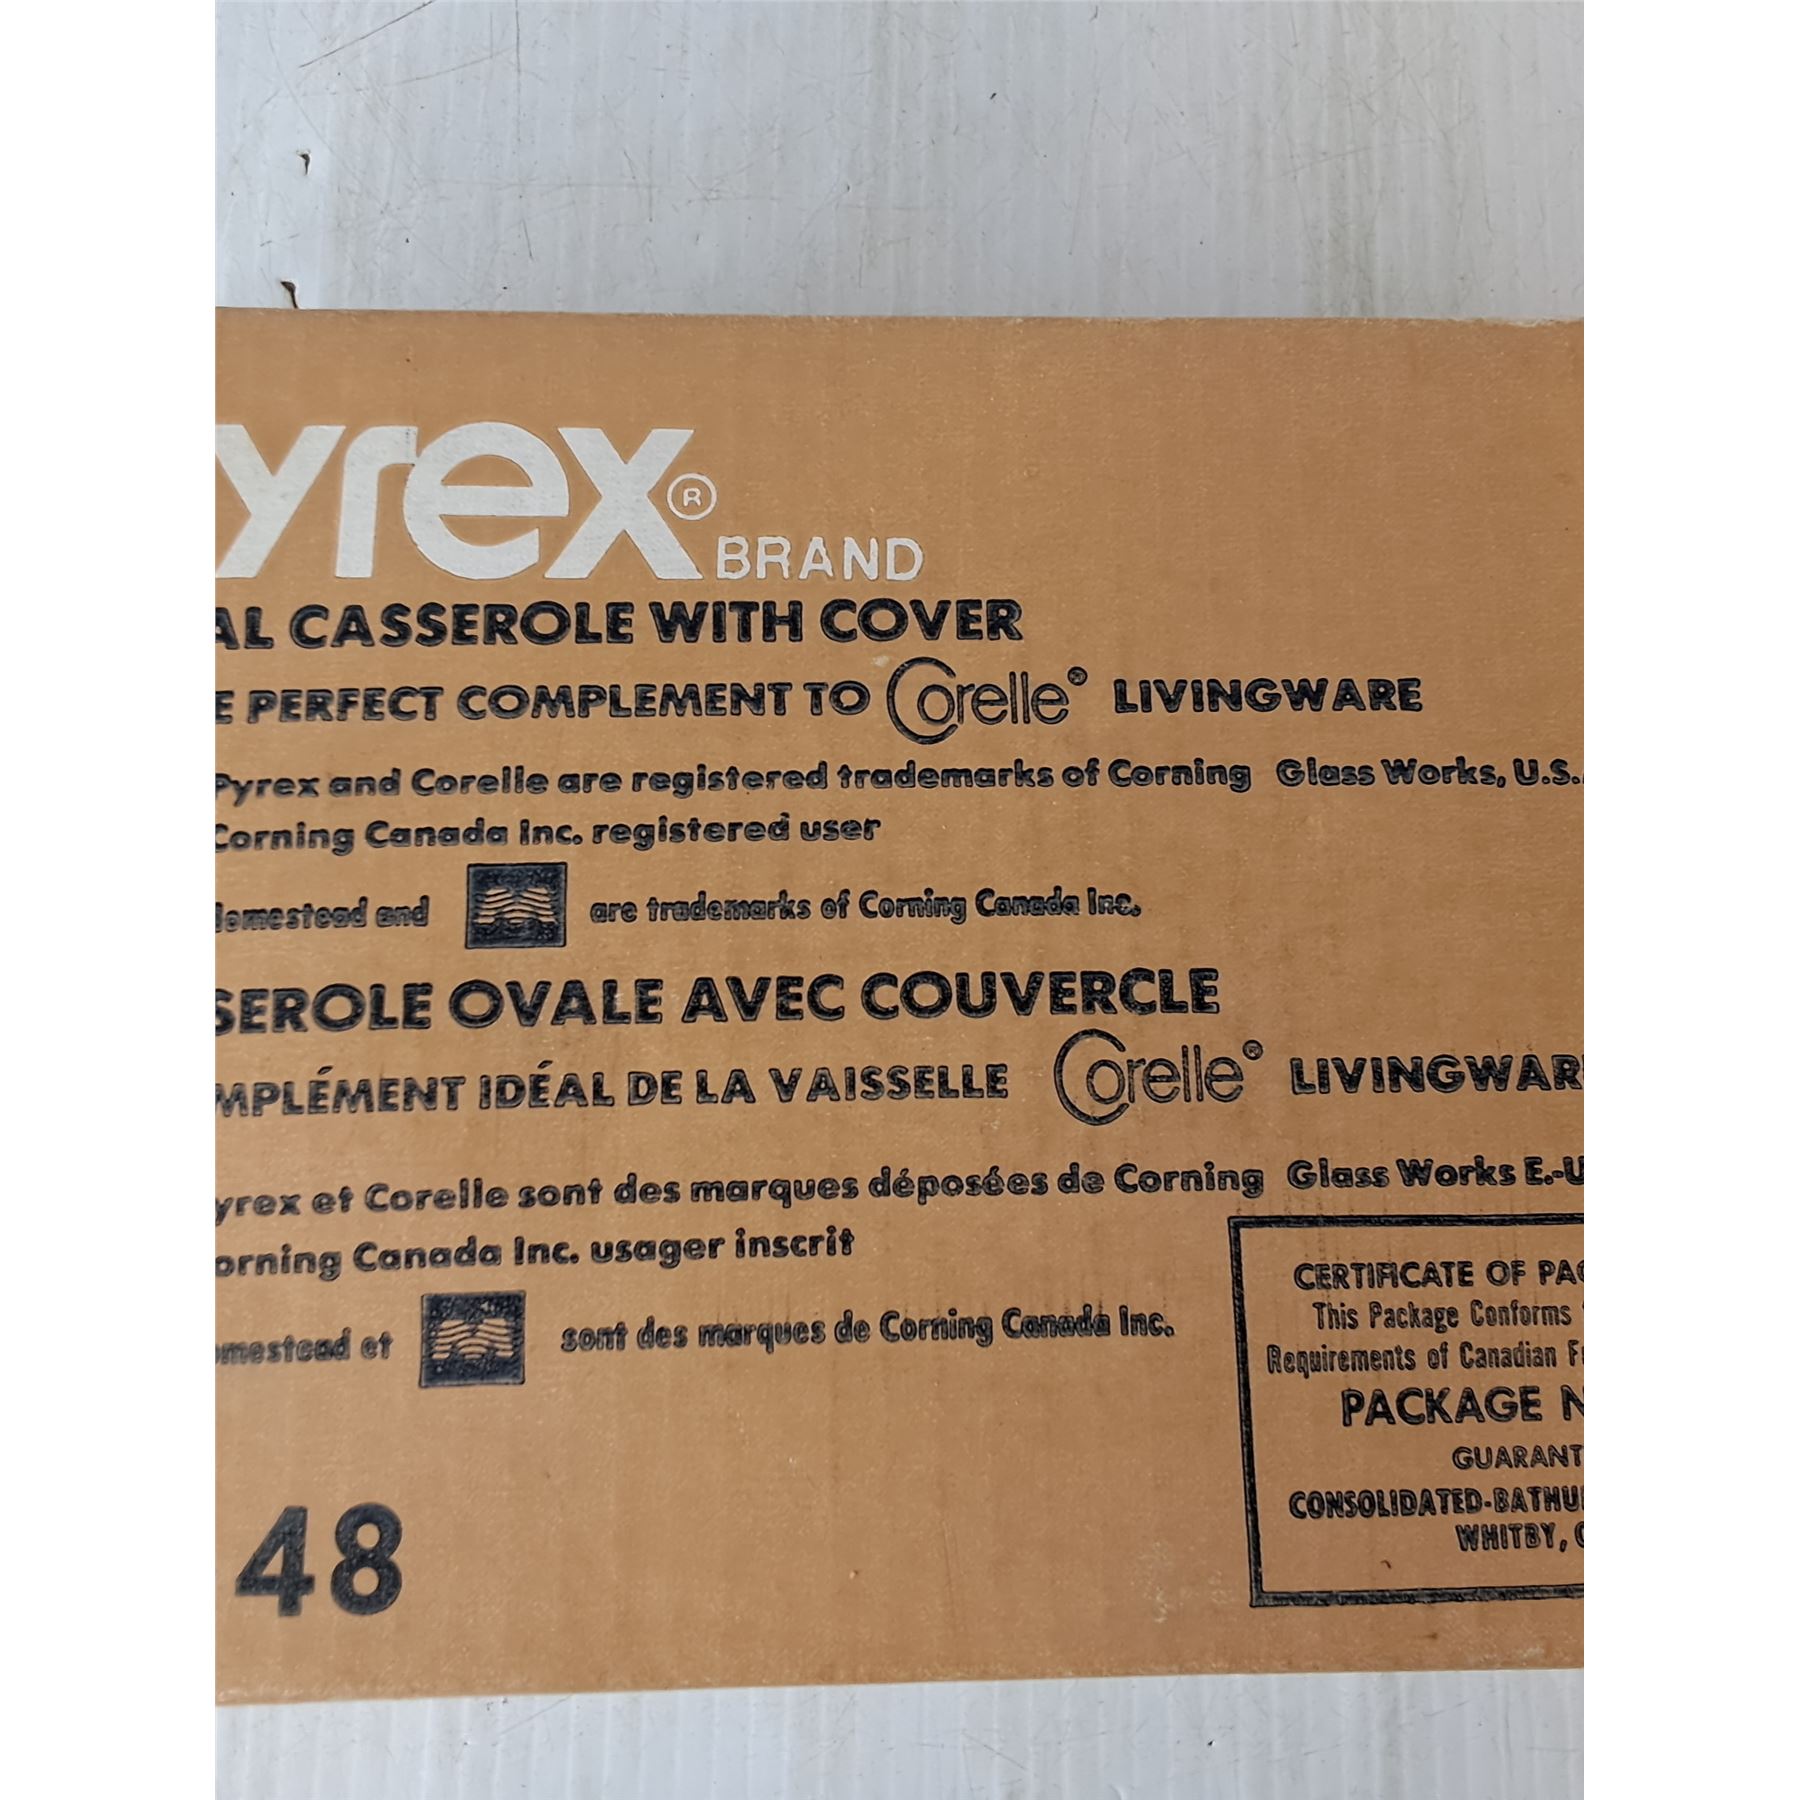 yrex® BRAND
AL CASSEROLE WITH COVER
E PERFECT COMPLEMENT TO Corelle® LIVINGWARE
Pyrex and Corelle are registered trademarks of Corning Glass Works, U.S.
Corning Canada Inc. registered user
omestead and are trademarks of Corning Canada Inc.
SEROLE OVALE AVEC COUVERCLE
MPLÉMENT IDÉAL DE LA VAISSELLE Corelle® LIVINGWAR
yrex et Corelle sont des marques déposées de Corning Glass Works E.-U
orning Canada Inc. usager inscrit
mestead et sont des marques de Corning Canada Inc.
CERTIFICATE OF PAC
This Package Conforms
Requirements of Canadian F
PACKAGE N
GUARANT
CONSOLIDATED-BATHU
WHITBY,
48